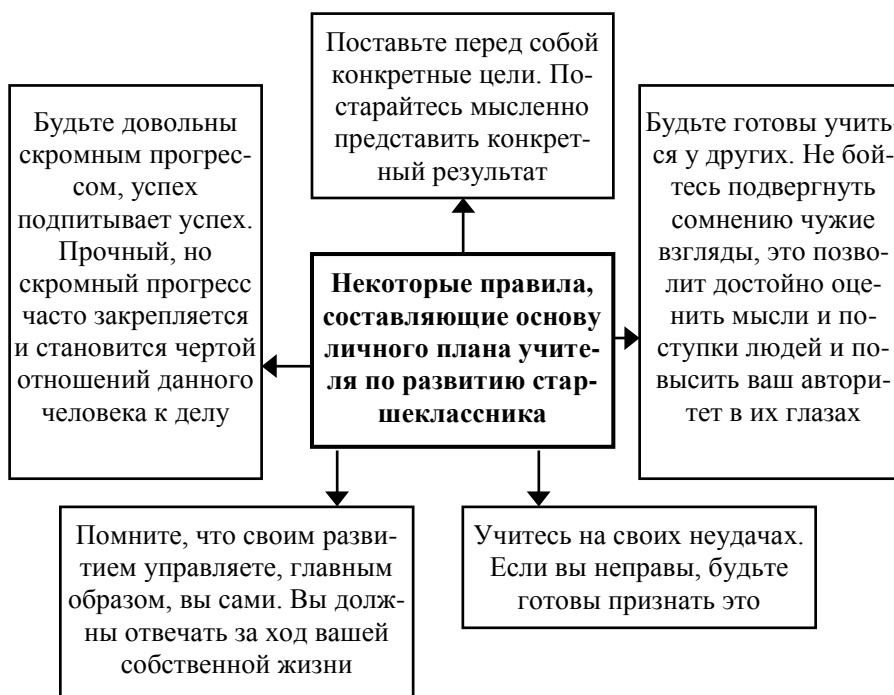 Поставьте перед собой
конкретные цели. По-
старайтесь мысленно
представить конкрет-
ный результат
Будьте довольны
скромным прогрес-
сом, успех
подпитывает успех.
Прочный, но
скромный прогресс
часто закрепляется
и становится чертой
отношений данного
человека к делу
Некоторые правила,
составляющие основу
личного плана учите-
ля по развитию стар-
шеклассника
Будьте готовы учить-
ся у других. Не бой-
тесь подвергнуть
сомнению чужие
взгляды, это позво-
лит достойно оце-
нить мысли и по-
ступки людей и по-
высить ваш автори-
тет в их глазах
Помните, что своим разви-
тием управляете, главным
образом, вы сами. Вы долж-
ны отвечать за ход вашей
собственной жизни
Учитесь на своих неудачах.
Если вы неправы, будьте
готовы признать это